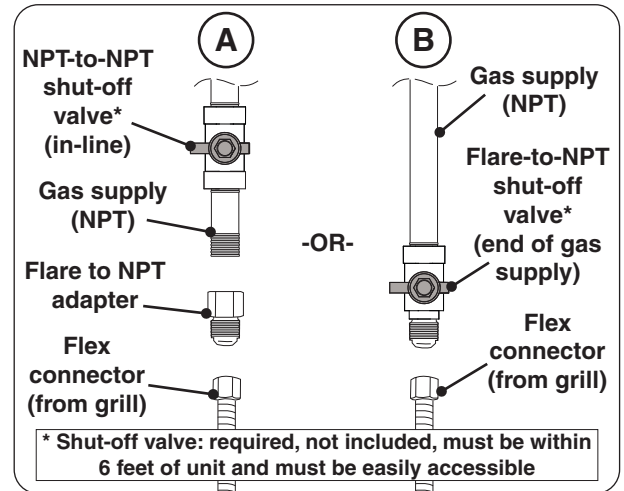 A
NPT-to-NPT
shut-off
valve*
(in-line)
Gas supply
(NPT)
Flare to NPT
adapter
Flex
connector
(from grill)
-OR-
B
Gas supply
(NPT)
Flare-to-NPT
shut-off
valve*
(end of gas
supply)
Flex
connector
(from grill)
* Shut-off valve: required, not included, must be within
6 feet of unit and must be easily accessible